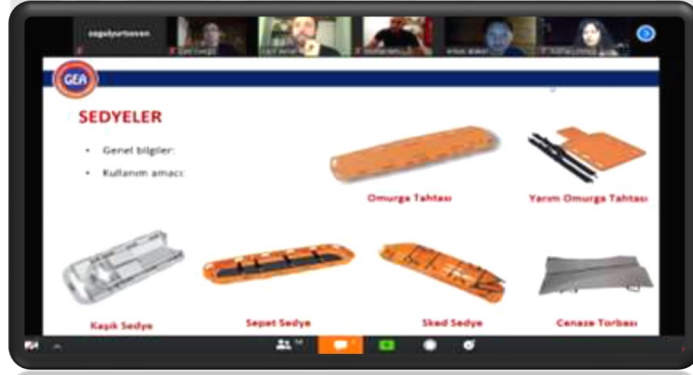 GEA
SEDYELER
• Genel bilgiler:
• Kullanım amacı:
Omurga Tahtası
Yarım Omurga Tahtası
Kaşık Sedye
Sepet Sedye
Sked Sedye
Cenaze Torbası